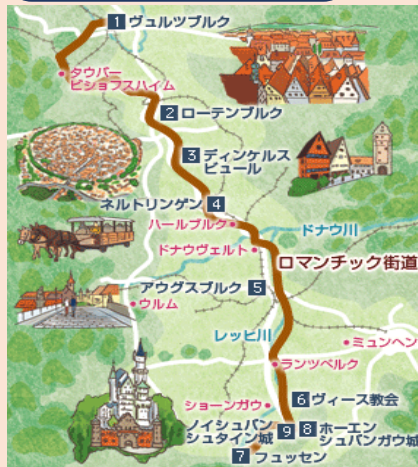 1 ヴュルツブルク
タウバー
ビショフスハイム
2 ローテンブルク
3 ディンケルス
ビュール
ネルトリンゲン 4
ハールブルク
ドナウ川
ドナウヴェルト
ロマンチック街道
アウグスブルク 5
ウルム
レッヒ川
ミュンヘン
ランツベルク
6 ヴィース教会
ショーンガウ
ノイシュバン
シュタイン城 9
8 ホーエン
シュバンガウ城
7 フュッセン